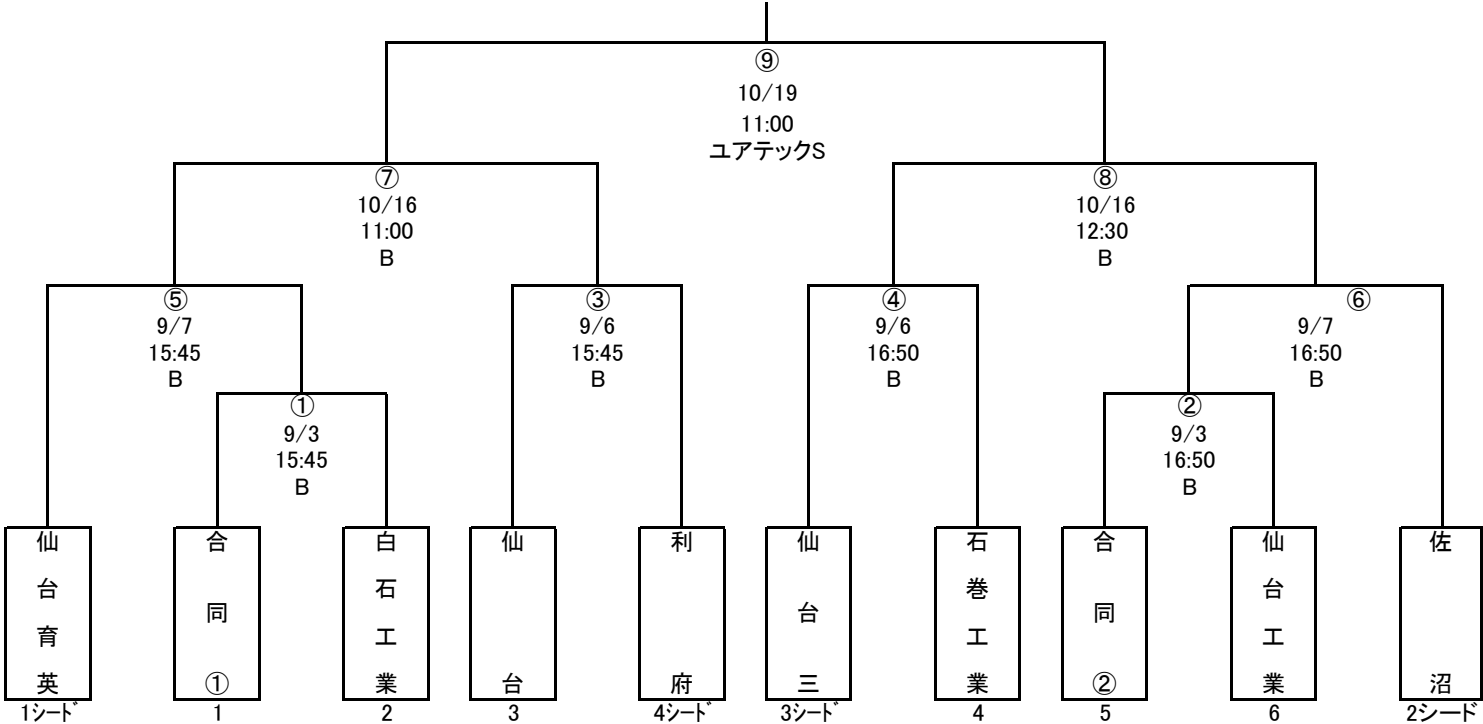 ⑨
10/19
11:00
ユアテックS
⑦
10/16
11:00
B
⑧
10/16
12:30
B
⑤
9/7
15:45
B
③
9/6
15:45
B
④
9/6
16:50
B
⑥
9/7
16:50
B
①
9/3
15:45
B
②
9/3
16:50
B
仙台育英
合同①
白石工業
仙台
利府
仙台三
石巻工業
合同②
仙台工業
佐沼
1シード
1
2
3
4シード
3シード
4
5
6
2シード